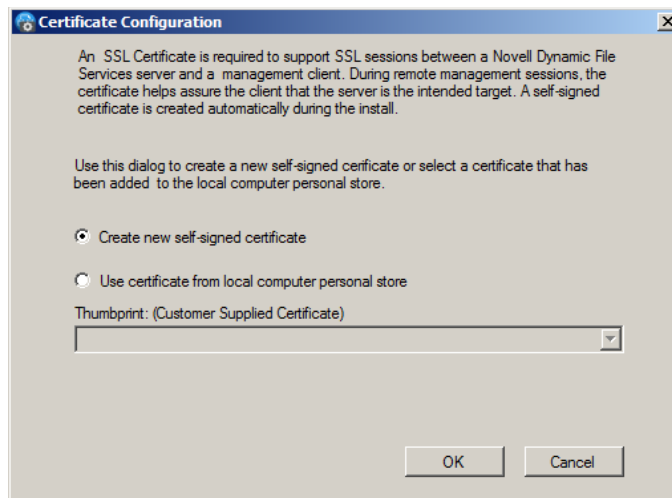 Certificate Configuration
An SSL Certificate is required to support SSL sessions between a Novell Dynamic File
Services server and a management client. During remote management sessions, the
certificate helps assure the client that the server is the intended target. A self-signed
certificate is created automatically during the install.
Use this dialog to create a new self-signed cerificate or select a certificate that has
been added to the local computer personal store.
Create new self-signed certificate
Use certificate from local computer personal store
Thumbprint: (Customer Supplied Certificate)
OK
Cancel